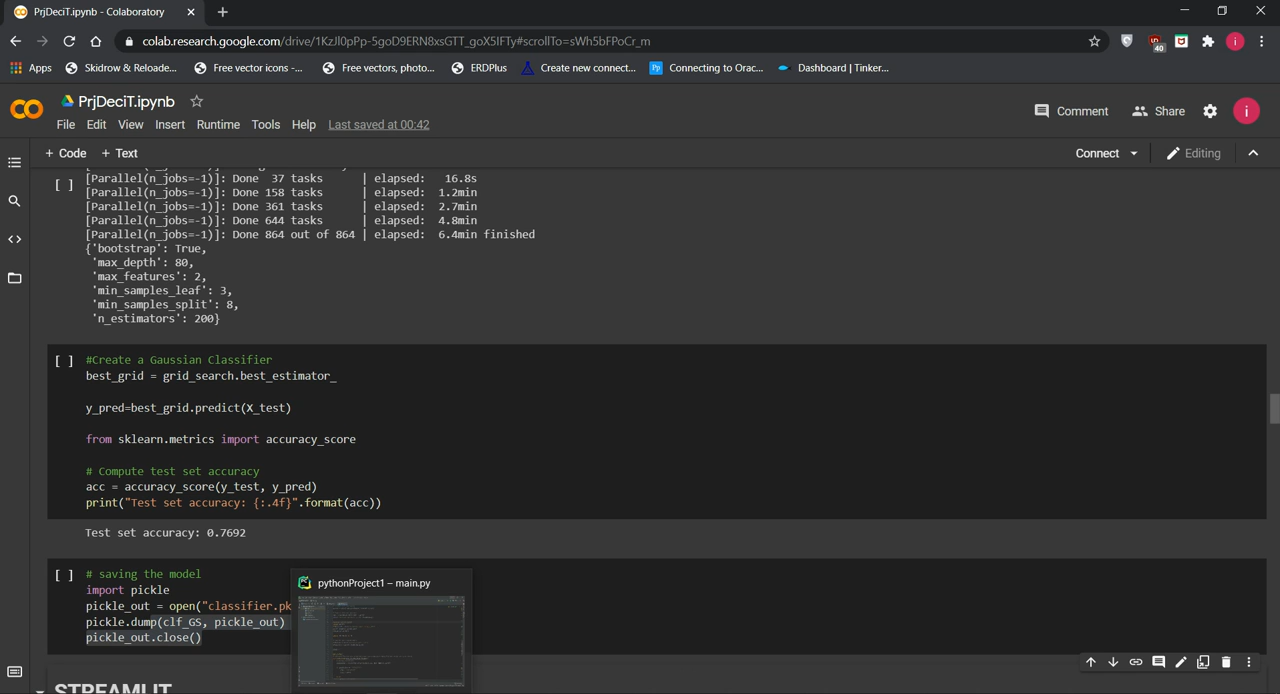 PrjDeciT.ipynb - Colaboratory
colab.research.google.com/drive/1KzJl0pPp-5goD9ERN8xsGTT_goX5IFTy#scrollTo=sWh5bFPoCr_m
40
i
Apps Skidrow & Reloade... Free vector icons -... Free vectors, photo... ERDPlus Create new connect... Pp Connecting to Orac... Dashboard | Tinker...
CO PrjDeciT.ipynb
Comment Share i
File Edit View Insert Runtime Tools Help Last saved at 00:42
+ Code + Text Connect Editing
[ ] [Parallel(n_jobs=-1)]: Done 37 tasks | elapsed: 16.8s
[Parallel(n_jobs=-1)]: Done 158 tasks | elapsed: 1.2min
[Parallel(n_jobs=-1)]: Done 361 tasks | elapsed: 2.7min
[Parallel(n_jobs=-1)]: Done 644 tasks | elapsed: 4.8min
[Parallel(n_jobs=-1)]: Done 864 out of 864 | elapsed: 6.4min finished
{'bootstrap': True,
'max_depth': 80,
'max_features': 2,
'min_samples_leaf': 3,
'min_samples_split': 8,
'n_estimators': 200}
[ ] #Create a Gaussian Classifier
best_grid = grid_search.best_estimator_
y_pred=best_grid.predict(X_test)
from sklearn.metrics import accuracy_score
# Compute test set accuracy
acc = accuracy_score(y_test, y_pred)
print("Test set accuracy: {:.4f}".format(acc))
Test set accuracy: 0.7692
[ ] # saving the model
import pickle
pickle_out = open("classifier.pk
pickle.dump(clf_GS, pickle_out)
pickle_out.close()
pythonProject1 – main.py
STREAMLIT